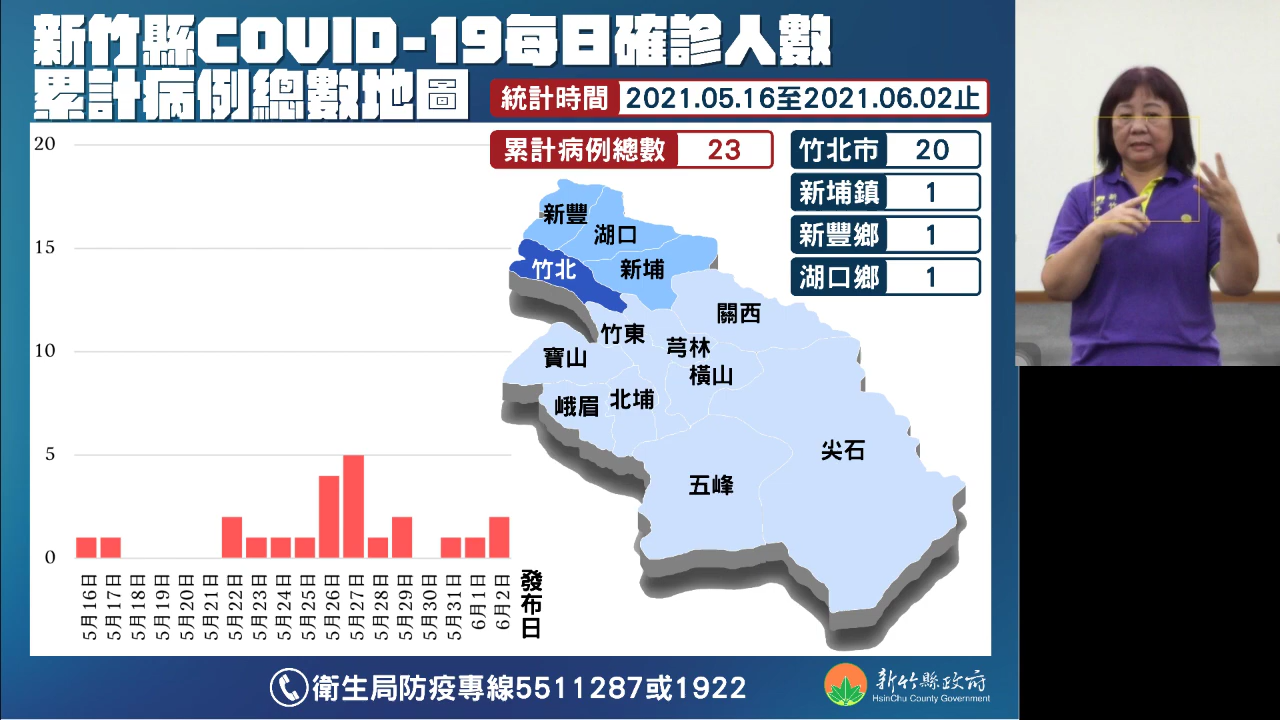 新竹縣COVID-19每日確診人數
累計病例總數地圖
統計時間 2021.05.16至2021.06.02止
累計病例總數 23
竹北市 20
新埔鎮 1
新豐鄉 1
湖口鄉 1
20
15
10
5
0
5月16日
5月17日
5月18日
5月19日
5月20日
5月21日
5月22日
5月23日
5月24日
5月25日
5月26日
5月27日
5月28日
5月29日
5月30日
5月31日
6月1日
6月2日
發布日
新豐
湖口
竹北
新埔
關西
竹東
芎林
寶山
橫山
峨眉
北埔
尖石
五峰
衛生局防疫專線5511287或1922
新竹縣政府
HsinChu County Government